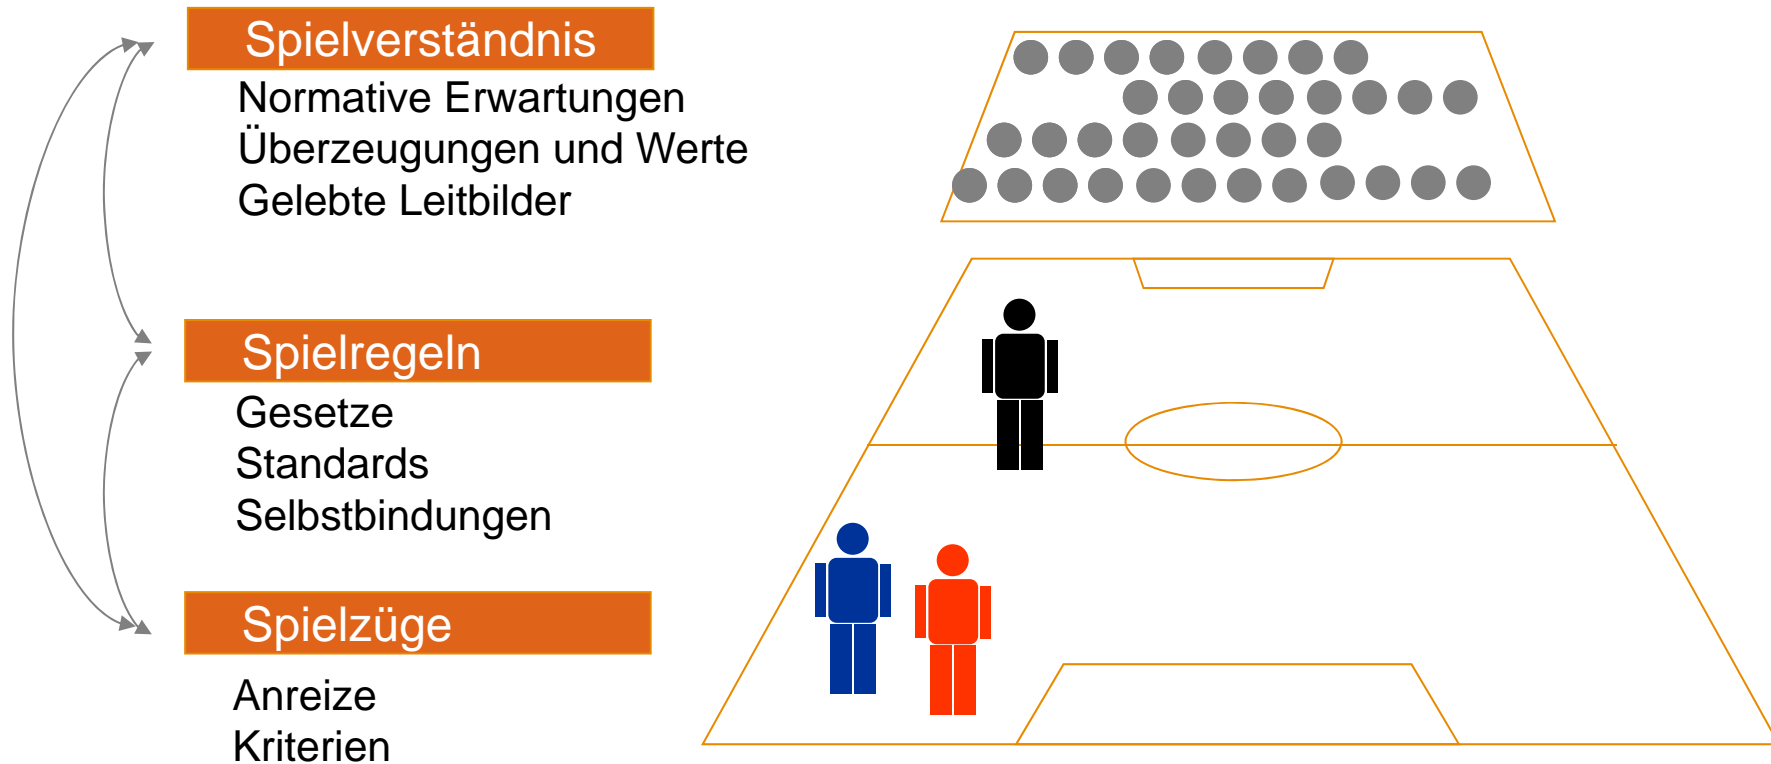 Spielverständnis
Normative Erwartungen
Überzeugungen und Werte
Gelebte Leitbilder
Spielregeln
Gesetze
Standards
Selbstbindungen
Spielzüge
Anreize
Kriterien